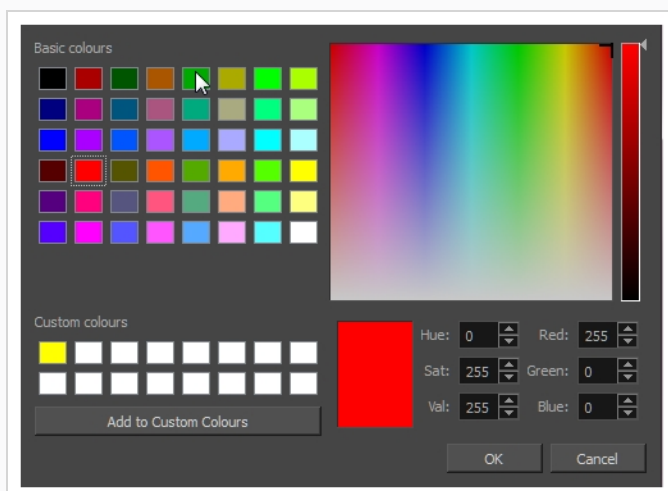 Basic colours
Custom colours
Add to Custom Colours
Hue: 0 Red: 255
Sat: 255 Green: 0
Val: 255 Blue: 0
OK Cancel